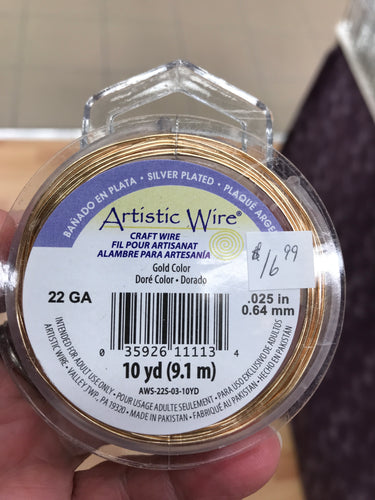 BAÑADO EN PLATA • SILVER PLATED • PLAQUÉ ARGE
Artistic Wire®
CRAFT WIRE
FIL POUR ARTISANAT
ALAMBRE PARA ARTESANÍA
$16.99
Gold Color
Doré Color • Dorado
22 GA
.025 in
0.64 mm
0 35926 11113 4
10 yd (9.1 m)
AWS-22S-03-10YD
INTENDED FOR ADULT USE ONLY • POUR USAGE ADULTE SEULEMENT • PARA USO EXCLUSIVO DE ADULTOS
ARTISTIC WIRE • VALLEY TWP., PA 19320 • MADE IN PAKISTAN • FABRIQUÉ AU PAKISTAN • HECHO EN PAKISTAN